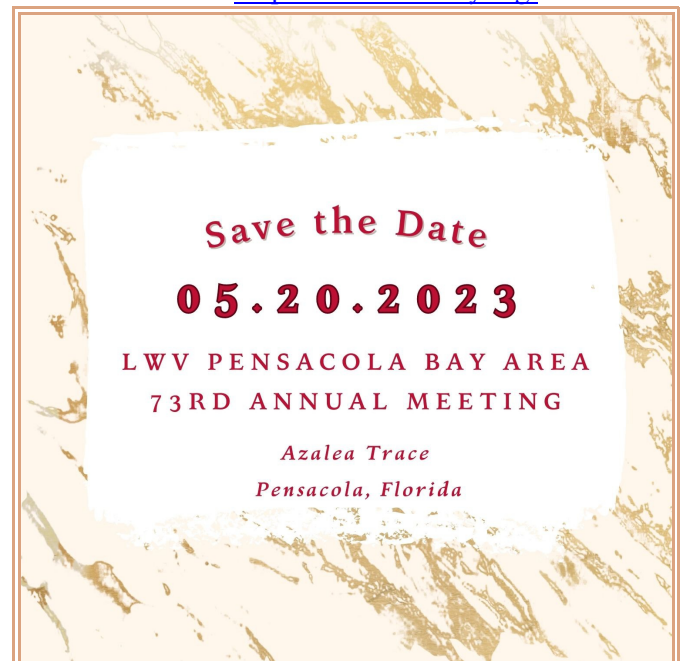 Save the Date
05.20.2023
LWV PENSACOLA BAY AREA
73RD ANNUAL MEETING
Azalea Trace
Pensacola, Florida